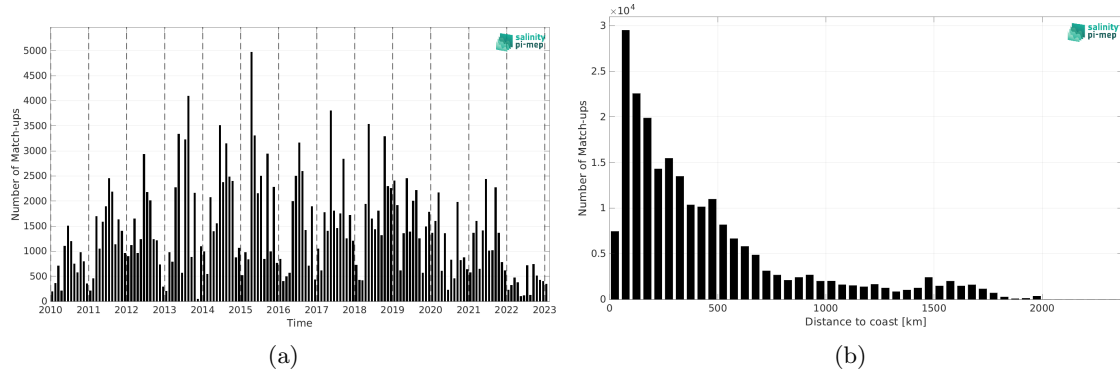 salinity
pi-mep
Number of Match-ups
5000
4500
4000
3500
3000
2500
2000
1500
1000
500
0
2010 2011 2012 2013 2014 2015 2016 2017 2018 2019 2020 2021 2022 2023
Time
(a)
×10⁴
salinity
pi-mep
Number of Match-ups
3
2.5
2
1.5
1
0.5
0
0 500 1000 1500 2000
Distance to coast [km]
(b)